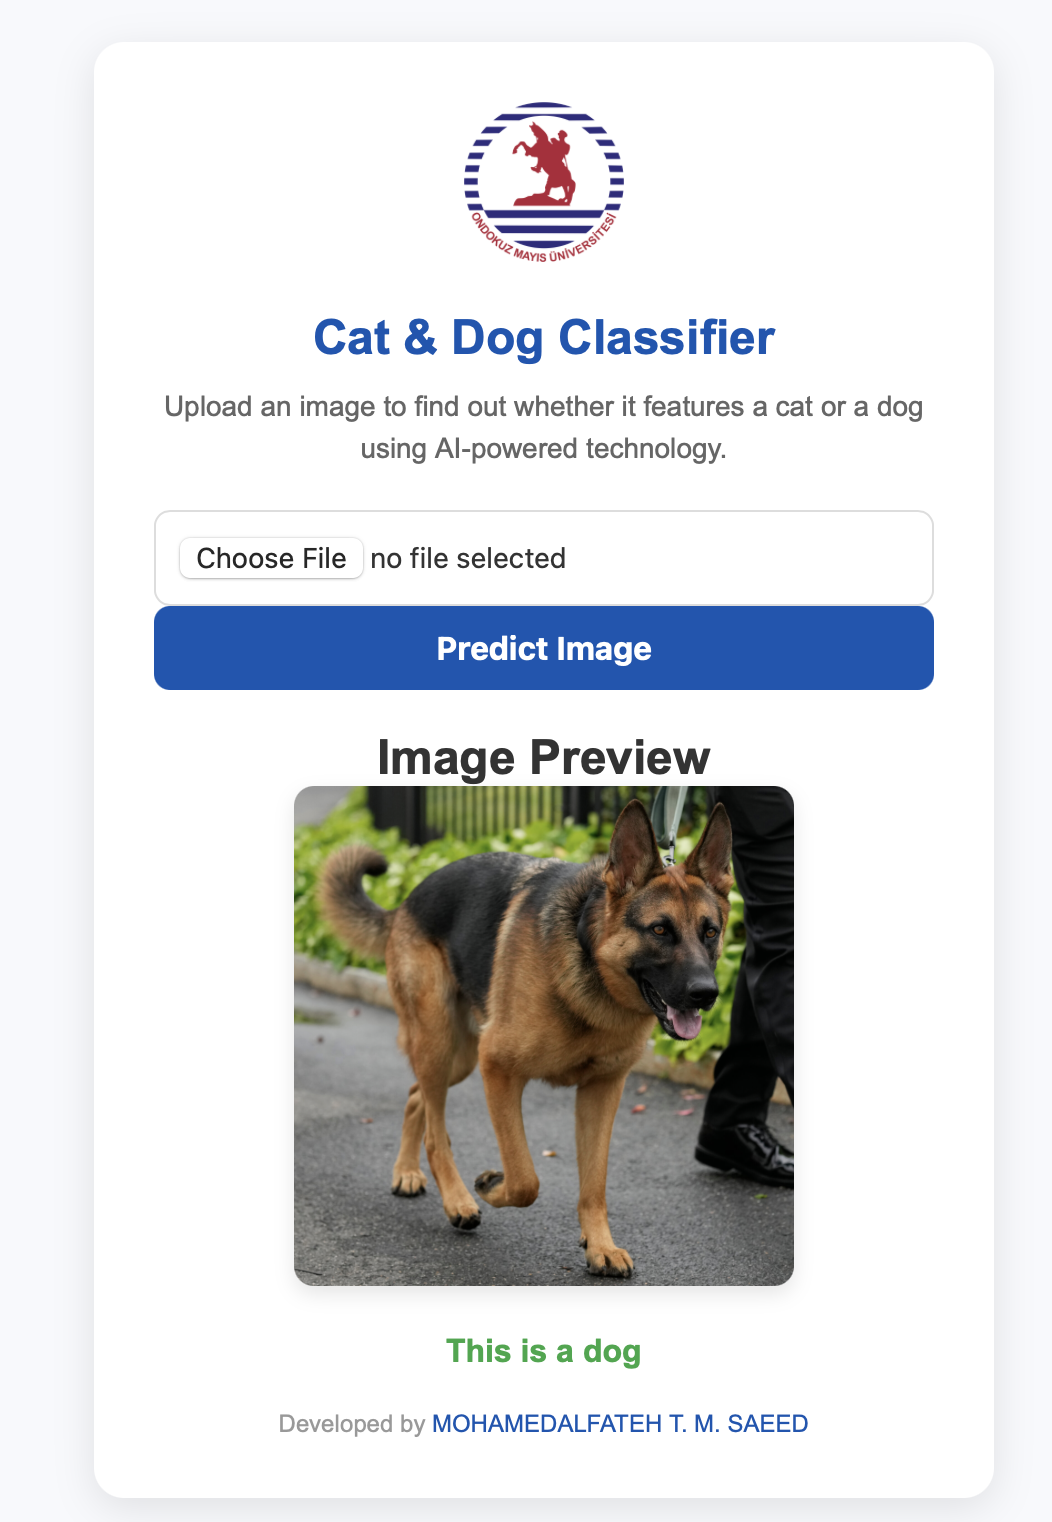 ONDOKUZ MAYIS ÜNİVERSİTESİ
Cat & Dog Classifier
Upload an image to find out whether it features a cat or a dog
using AI-powered technology.
Choose File no file selected
Predict Image
Image Preview
This is a dog
Developed by MOHAMEDALFATEH T. M. SAEED